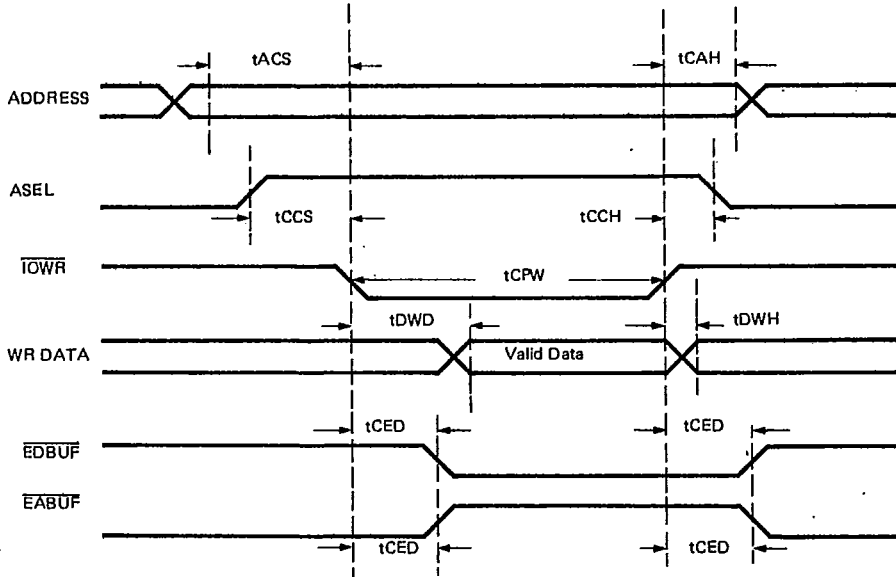 tACS
tCAH
ADDRESS
ASEL
tCCS
tCCH
IOWR
tCPW
tDWD
tDWH
WR DATA
Valid Data
tCED
tCED
EDBUF
EABUF
tCED
tCED